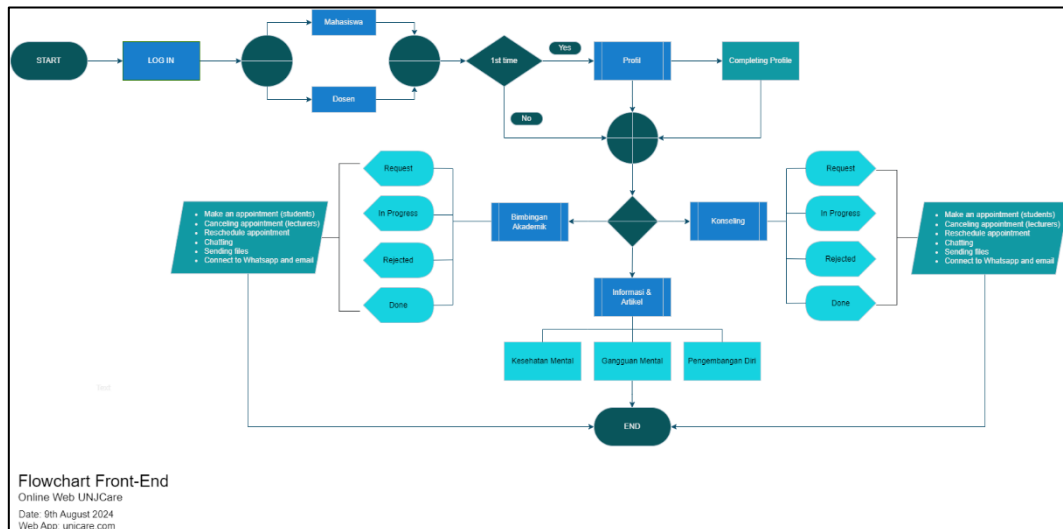 START
LOG IN
Mahasiswa
Dosen
1st time
Yes
No
Profil
Completing Profile
Request
In Progress
Rejected
Done
• Make an appointment (students)
• Canceling appointment (lecturers)
• Reschedule appointment
• Chatting
• Sending files
• Connect to Whatsapp and email
Bimbingan
Akademik
Konseling
Request
In Progress
Rejected
Done
• Make an appointment (students)
• Canceling appointment (lecturers)
• Reschedule appointment
• Chatting
• Sending files
• Connect to Whatsapp and email
Informasi &
Artikel
Kesehatan Mental
Gangguan Mental
Pengembangan Diri
END
Flowchart Front-End
Online Web UNJCare
Date: 9th August 2024
Web App: unjcare.com